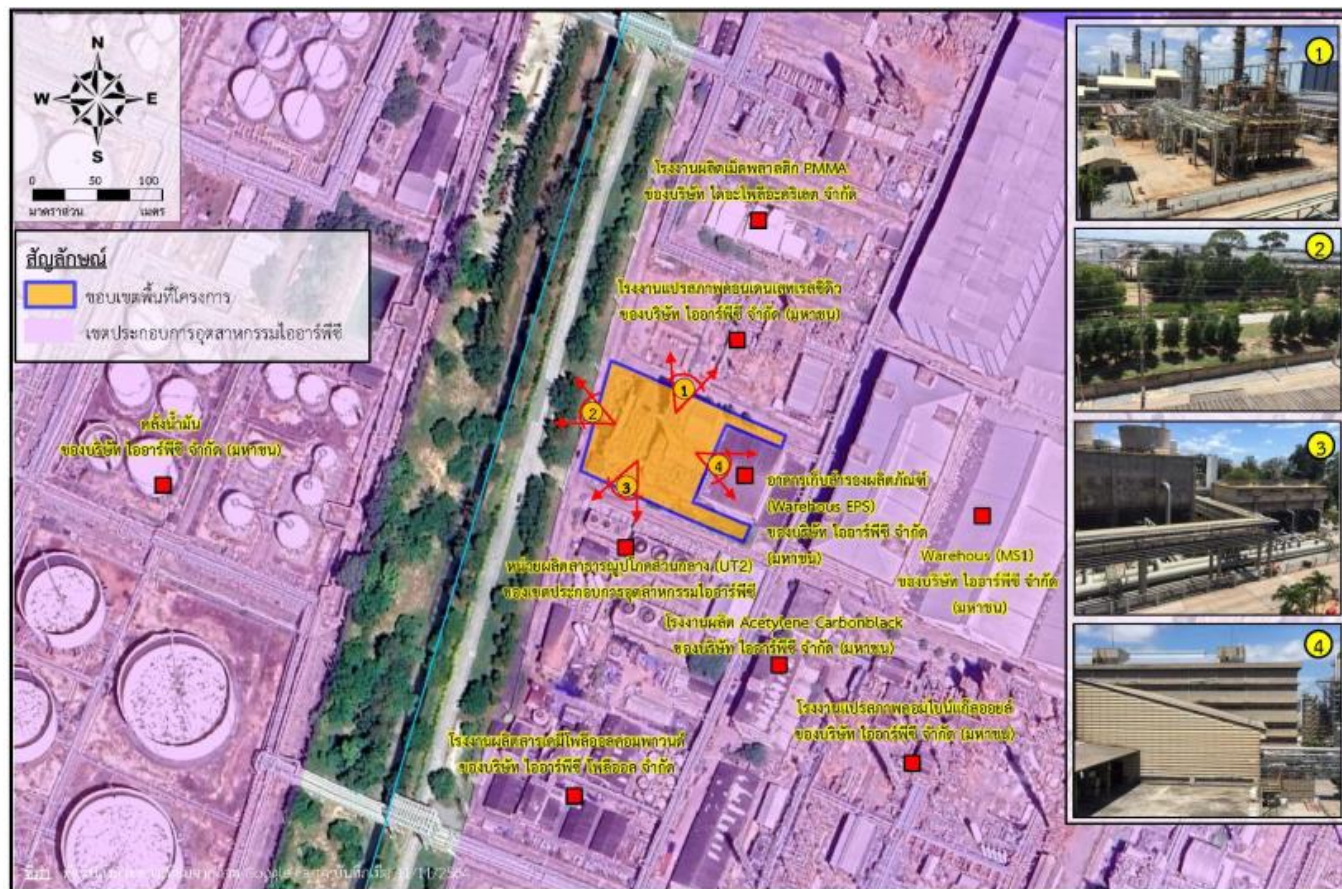 N
W E
S
0 50 100
มาตราส่วน เมตร
สัญลักษณ์
ขอบเขตพื้นที่โครงการ
เขตประกอบการอุตสาหกรรมไออาร์พีซี
โรงงานผลิตเม็ดพลาสติก PMMA
ของบริษัท ไดอะโพลีอะคริเลต จำกัด
โรงงานแปรสภาพคอนเดนเสทเรสซิดิว
ของบริษัท ไออาร์พีซี จำกัด (มหาชน)
คลังน้ำมัน
ของบริษัท ไออาร์พีซี จำกัด (มหาชน)
1
2
3
4
อาคารเก็บสำรองผลิตภัณฑ์
(Warehous EPS)
ของบริษัท ไออาร์พีซี จำกัด
(มหาชน)
Warehous (MS1)
ของบริษัท ไออาร์พีซี จำกัด
(มหาชน)
หน่วยผลิตสาธารณูปโภคส่วนกลาง (UT2)
ของเขตประกอบการอุตสาหกรรมไออาร์พีซี
โรงงานผลิต Acetylene Carbonblack
ของบริษัท ไออาร์พีซี จำกัด (มหาชน)
โรงงานแปรสภาพคอมไบน์แก๊สออยล์
ของบริษัท ไออาร์พีซี จำกัด (มหาชน)
โรงงานผลิตสารเคมีโพลีออลคอมพาวนด์
ของบริษัท ไออาร์พีซี โพลีออล จำกัด
1
2
3
4
ที่มา Google Earth